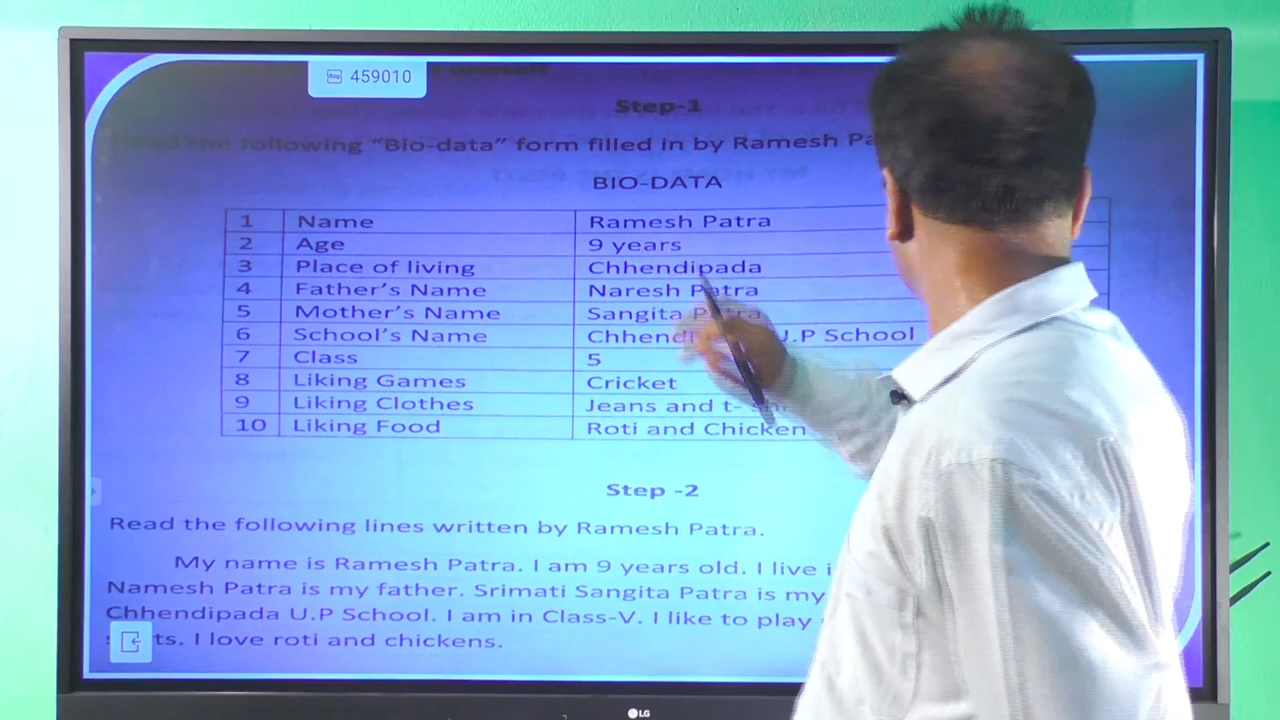 459010
Step-1
the following "Bio-data" form filled in by Ramesh
BIO-DATA
1 Name Ramesh Patra
2 Age 9 years
3 Place of living Chhendipada
4 Father's Name Naresh Patra
5 Mother's Name Sangita Patra
6 School's Name U.P School
7 Class 5
8 Liking Games Cricket
9 Liking Clothes Jeans and t-
10 Liking Food Roti and Chicken
Step -2
Read the following lines written by Ramesh Patra.
My name is Ramesh Patra. I am 9 years old. I live
Namesh Patra is my father. Srimati Sangita Patra is my
Chhendipada U.P School. I am in Class-V. I like to play
I love roti and chickens.
LG